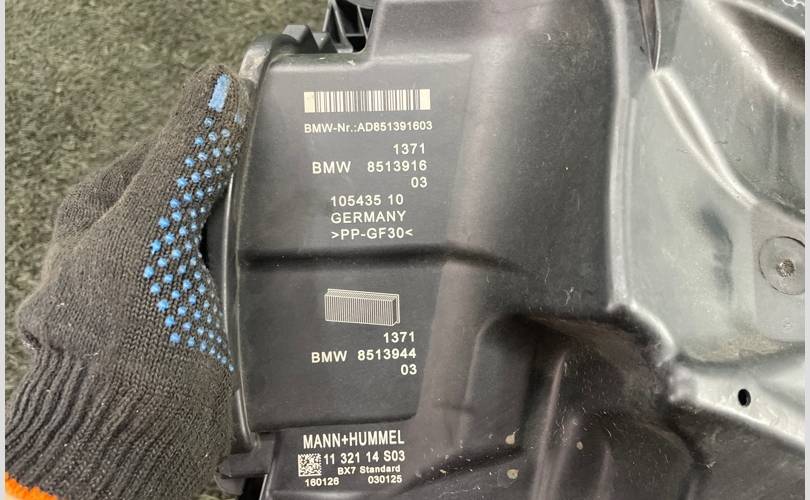 BMW-Nr.:AD851391603
1371
BMW 8513916
03
105435 10
GERMANY
>PP-GF30<
1371
BMW 8513944
03
MANN+HUMMEL
11 321 14 S03
BX7 Standard
160126 030125